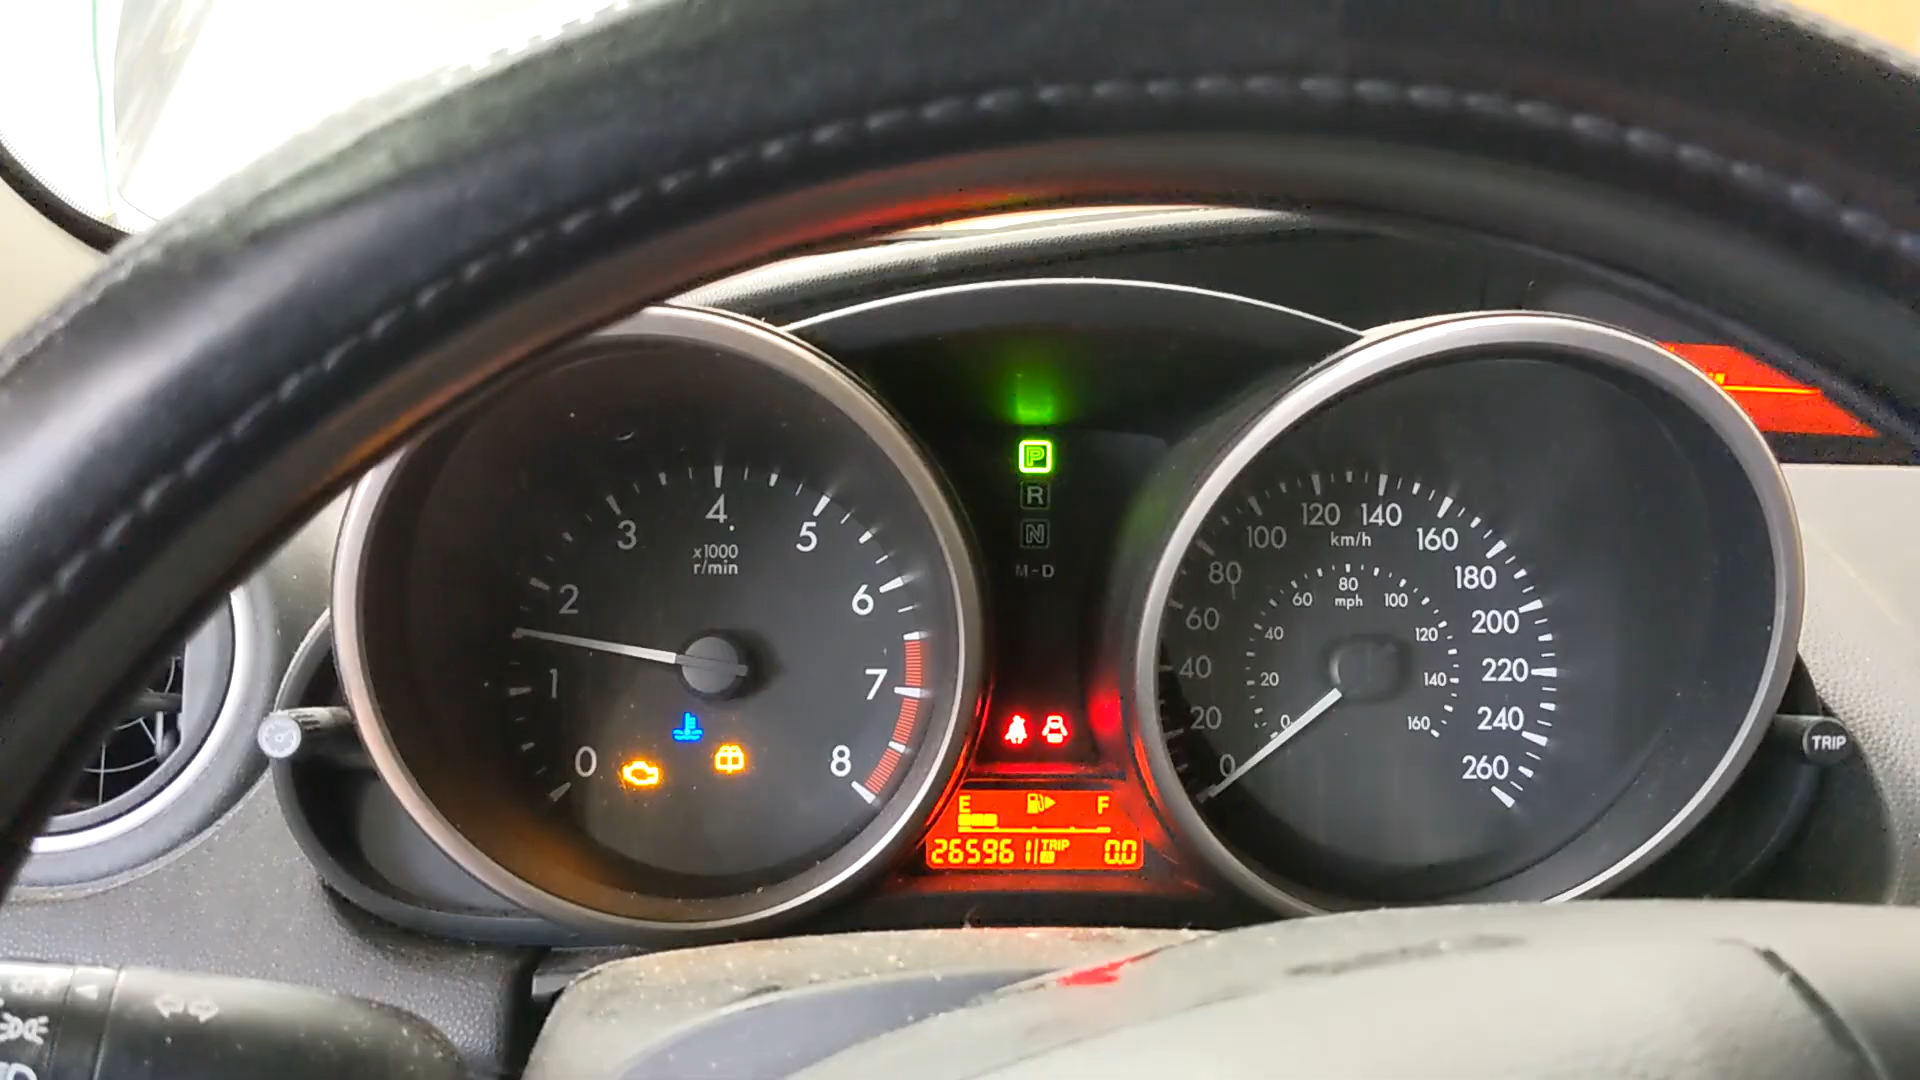 0 1 2 3 4 5 6 7 8
x1000
r/min
P
R
N
M-D
E F
265961 TRIP 0.0
0 20 40 60 80 100 120 140 160 180 200 220 240 260
km/h
0 20 40 60 80 100 120 140 160
mph
TRIP
OFF